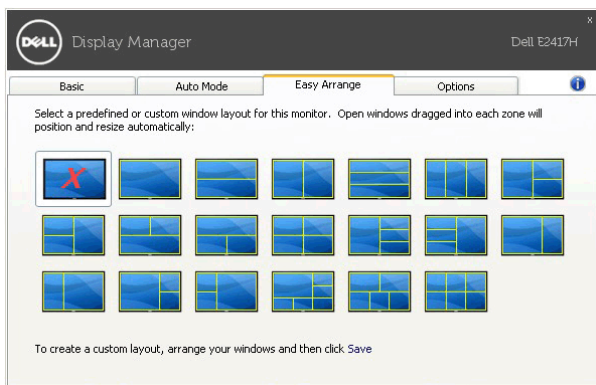 x
DELL Display Manager Dell E2417H
Basic Auto Mode Easy Arrange Options i
Select a predefined or custom window layout for this monitor. Open windows dragged into each zone will
position and resize automatically:
X
To create a custom layout, arrange your windows and then click Save